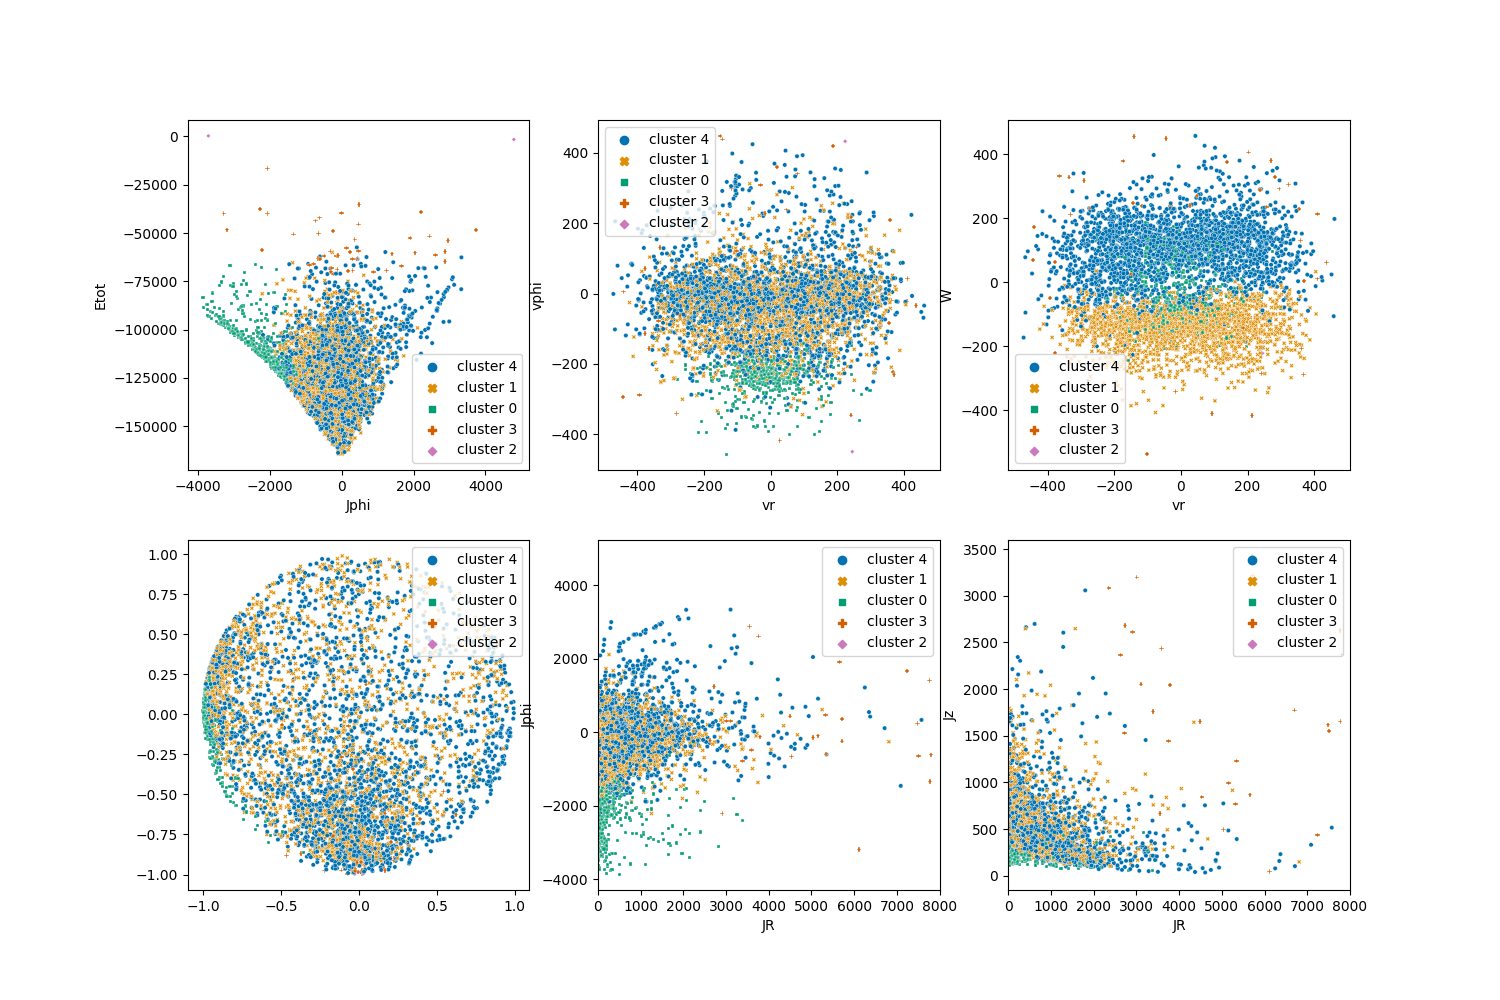 0
−25000
−50000
−75000
−100000
−125000
−150000
Etot
−4000 −2000 0 2000 4000
Jphi
cluster 4
cluster 1
cluster 0
cluster 3
cluster 2
400
200
0
−200
−400
vphi
−400 −200 0 200 400
vr
cluster 4
cluster 1
cluster 0
cluster 3
cluster 2
400
200
0
−200
−400
W
−400 −200 0 200 400
vr
cluster 4
cluster 1
cluster 0
cluster 3
cluster 2
1.00
0.75
0.50
0.25
0.00
−0.25
−0.50
−0.75
−1.00
−1.0 −0.5 0.0 0.5 1.0
cluster 4
cluster 1
cluster 0
cluster 3
cluster 2
4000
2000
0
−2000
−4000
Jphi
0 1000 2000 3000 4000 5000 6000 7000 8000
JR
cluster 4
cluster 1
cluster 0
cluster 3
cluster 2
3500
3000
2500
2000
1500
1000
500
0
Jz
0 1000 2000 3000 4000 5000 6000 7000 8000
JR
cluster 4
cluster 1
cluster 0
cluster 3
cluster 2